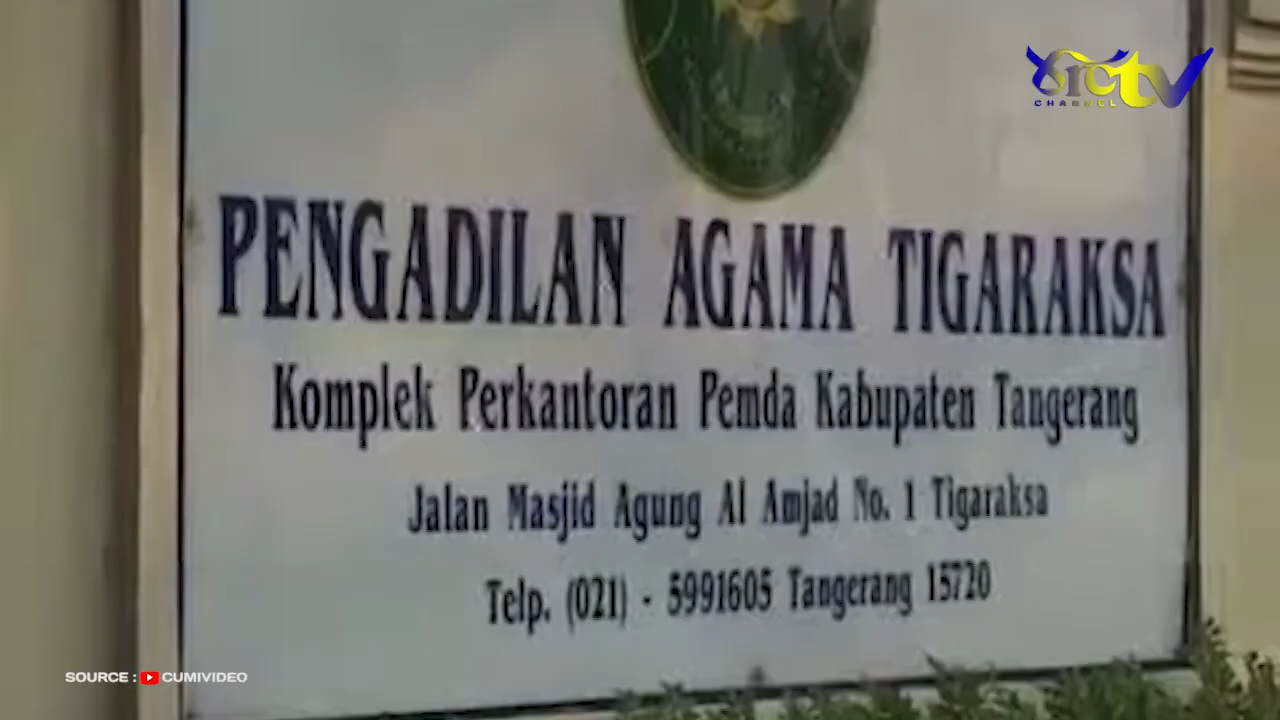 PENGADILAN AGAMA TIGARAKSA
Komplek Perkantoran Pemda Kabupaten Tangerang
Jalan Masjid Agung Al Amjad No. 1 Tigaraksa
Telp. (021) - 5991605 Tangerang 15720
CHANNEL
SOURCE : CUMIVIDEO